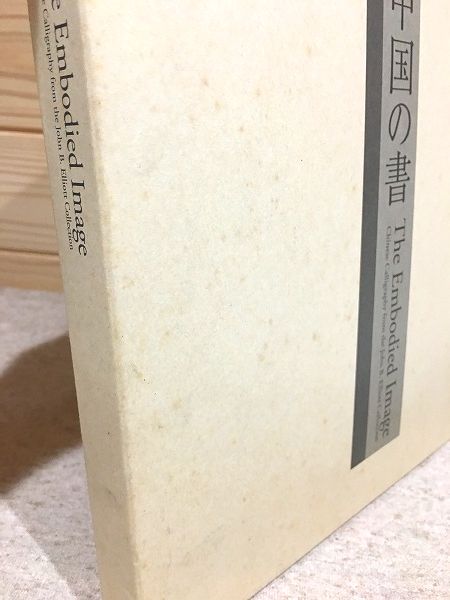 he Embodied Image
e Calligraphy from the John B. Elliott Collection
国の書
The Embodied Image
Chinese Calligraphy from the John B. Elliott Collection